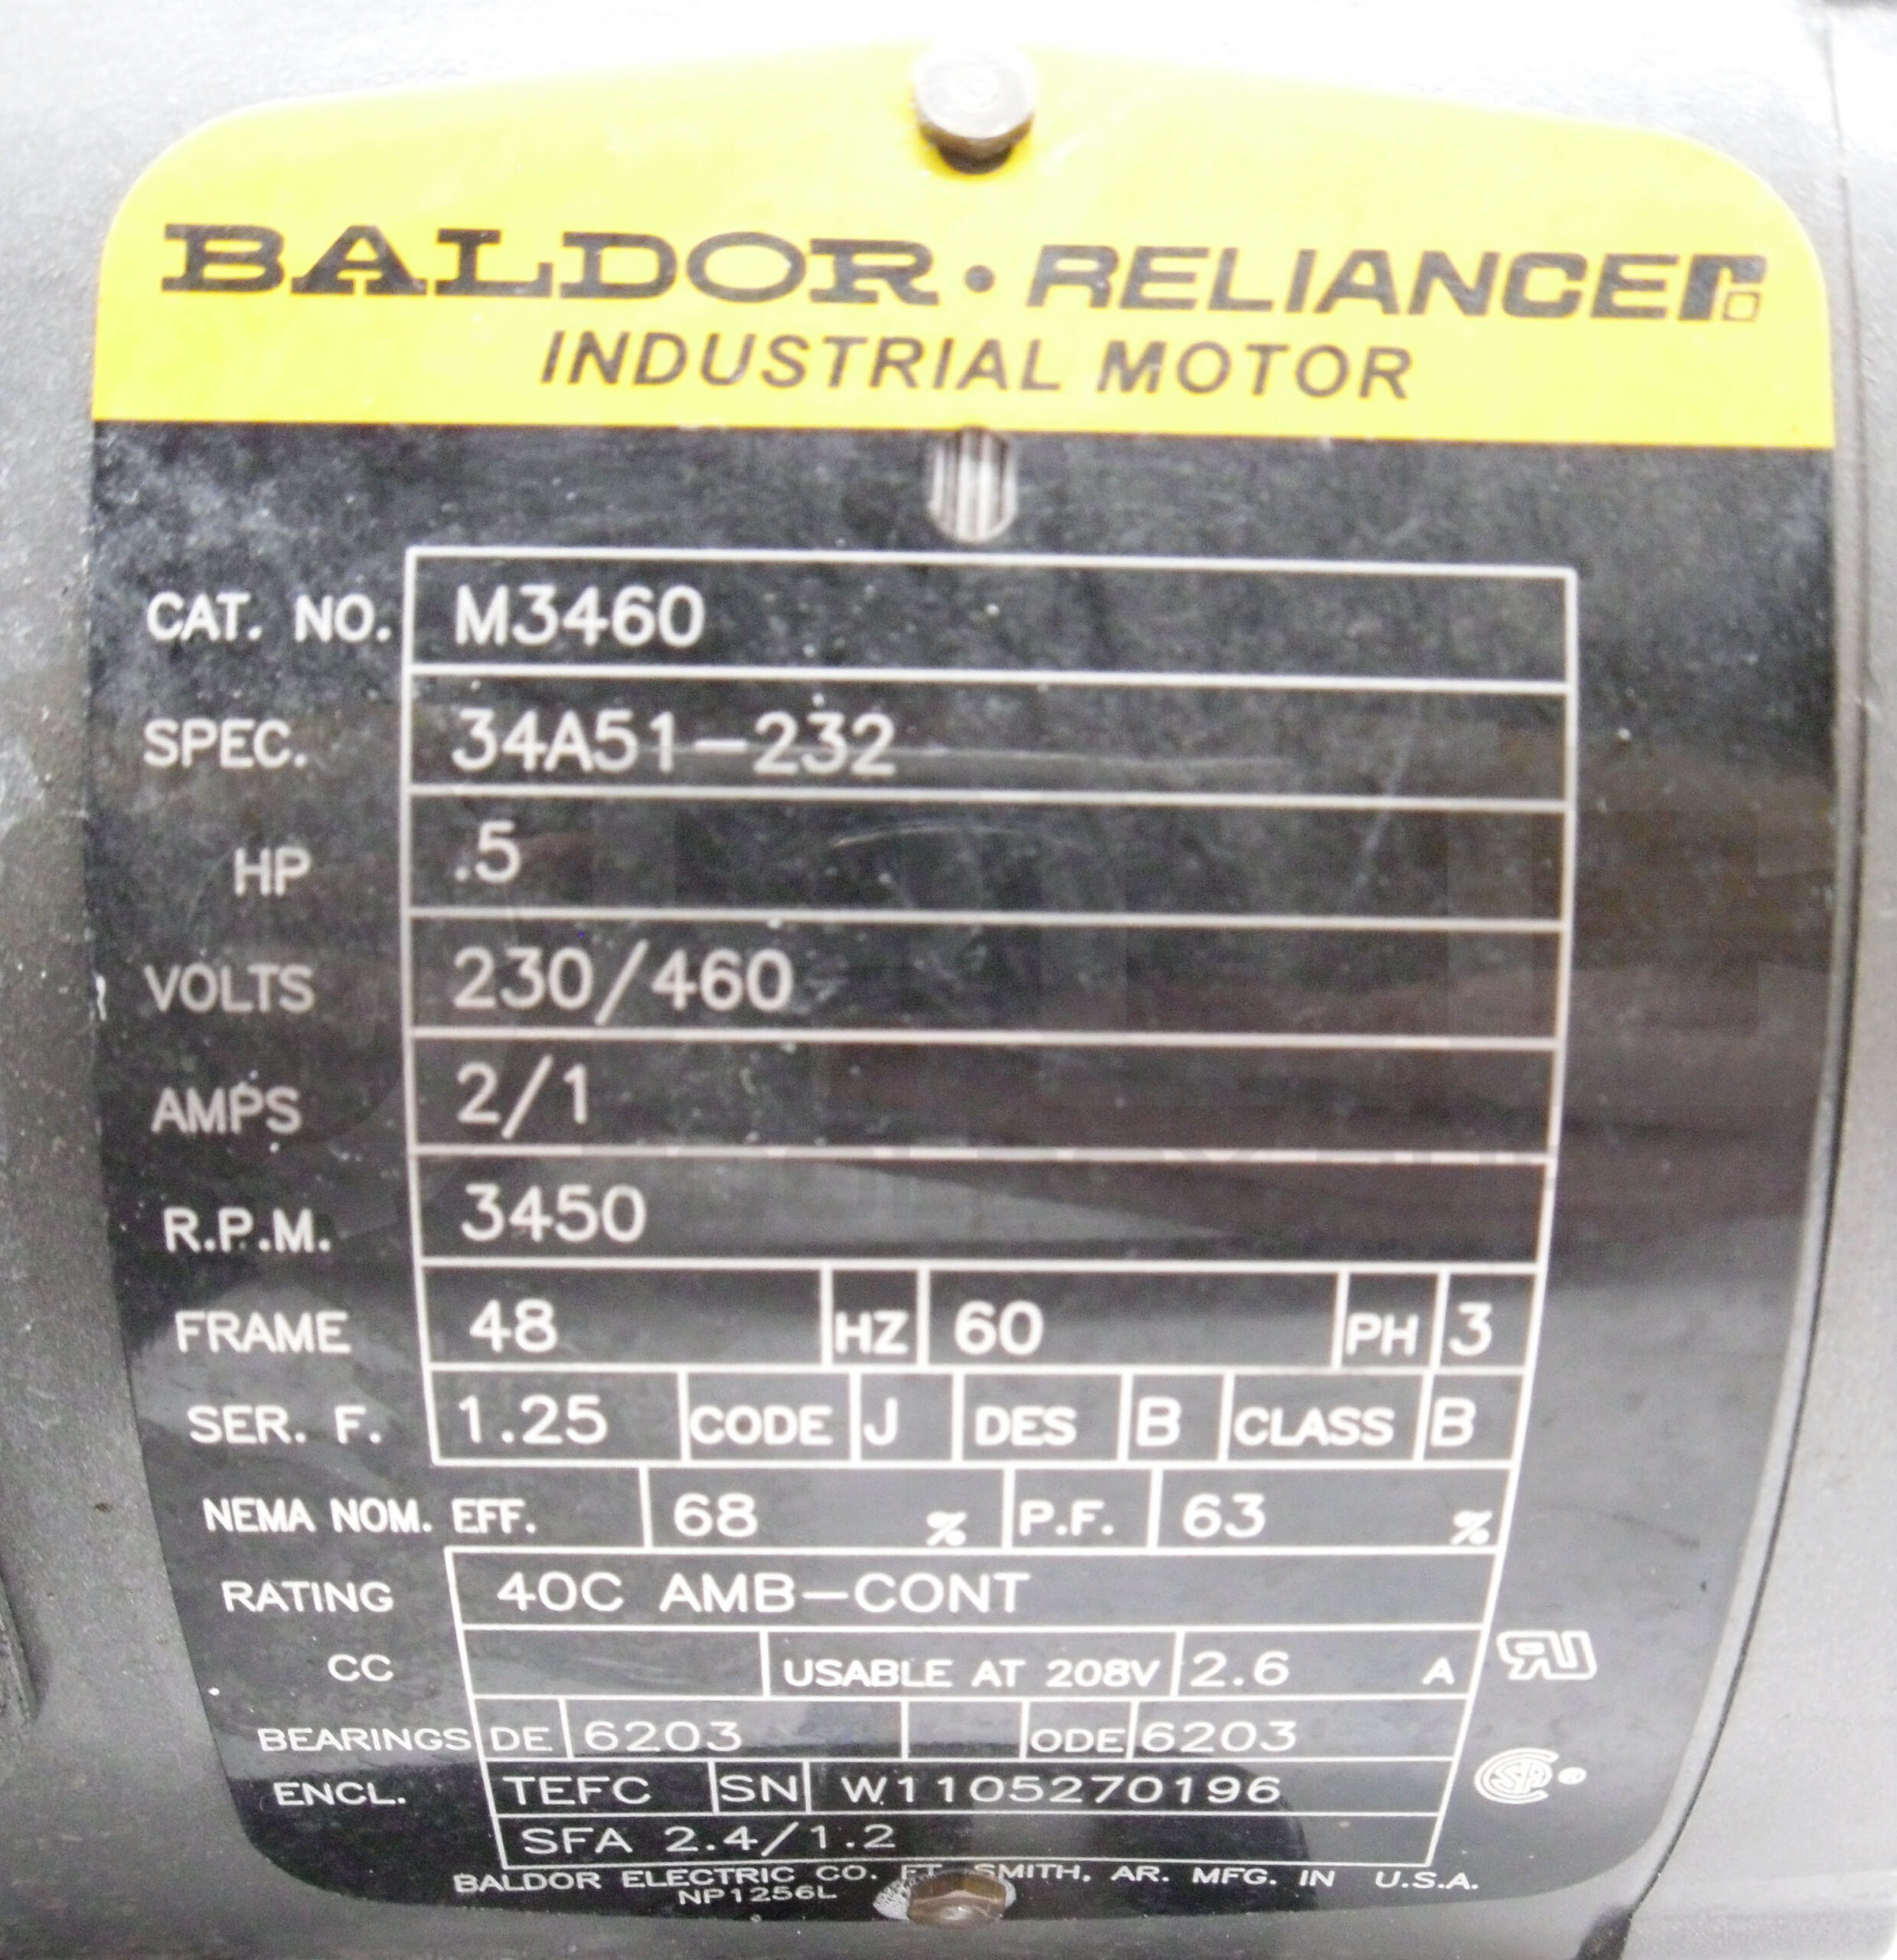 BALDOR • RELIANCE
INDUSTRIAL MOTOR
CAT. NO. M3460
SPEC. 34A51-232
HP .5
VOLTS 230/460
AMPS 2/1
R.P.M. 3450
FRAME 48 HZ 60 PH 3
SER. F. 1.25 CODE J DES B CLASS B
NEMA NOM. EFF. 68 % P.F. 63 %
RATING 40C AMB-CONT
CC USABLE AT 208V 2.6 A
BEARINGS DE 6203 ODE 6203
ENCL. TEFC SN W1105270196
SFA 2.4/1.2
BALDOR ELECTRIC CO. FT. SMITH, AR. MFG. IN U.S.A.
NP1256L